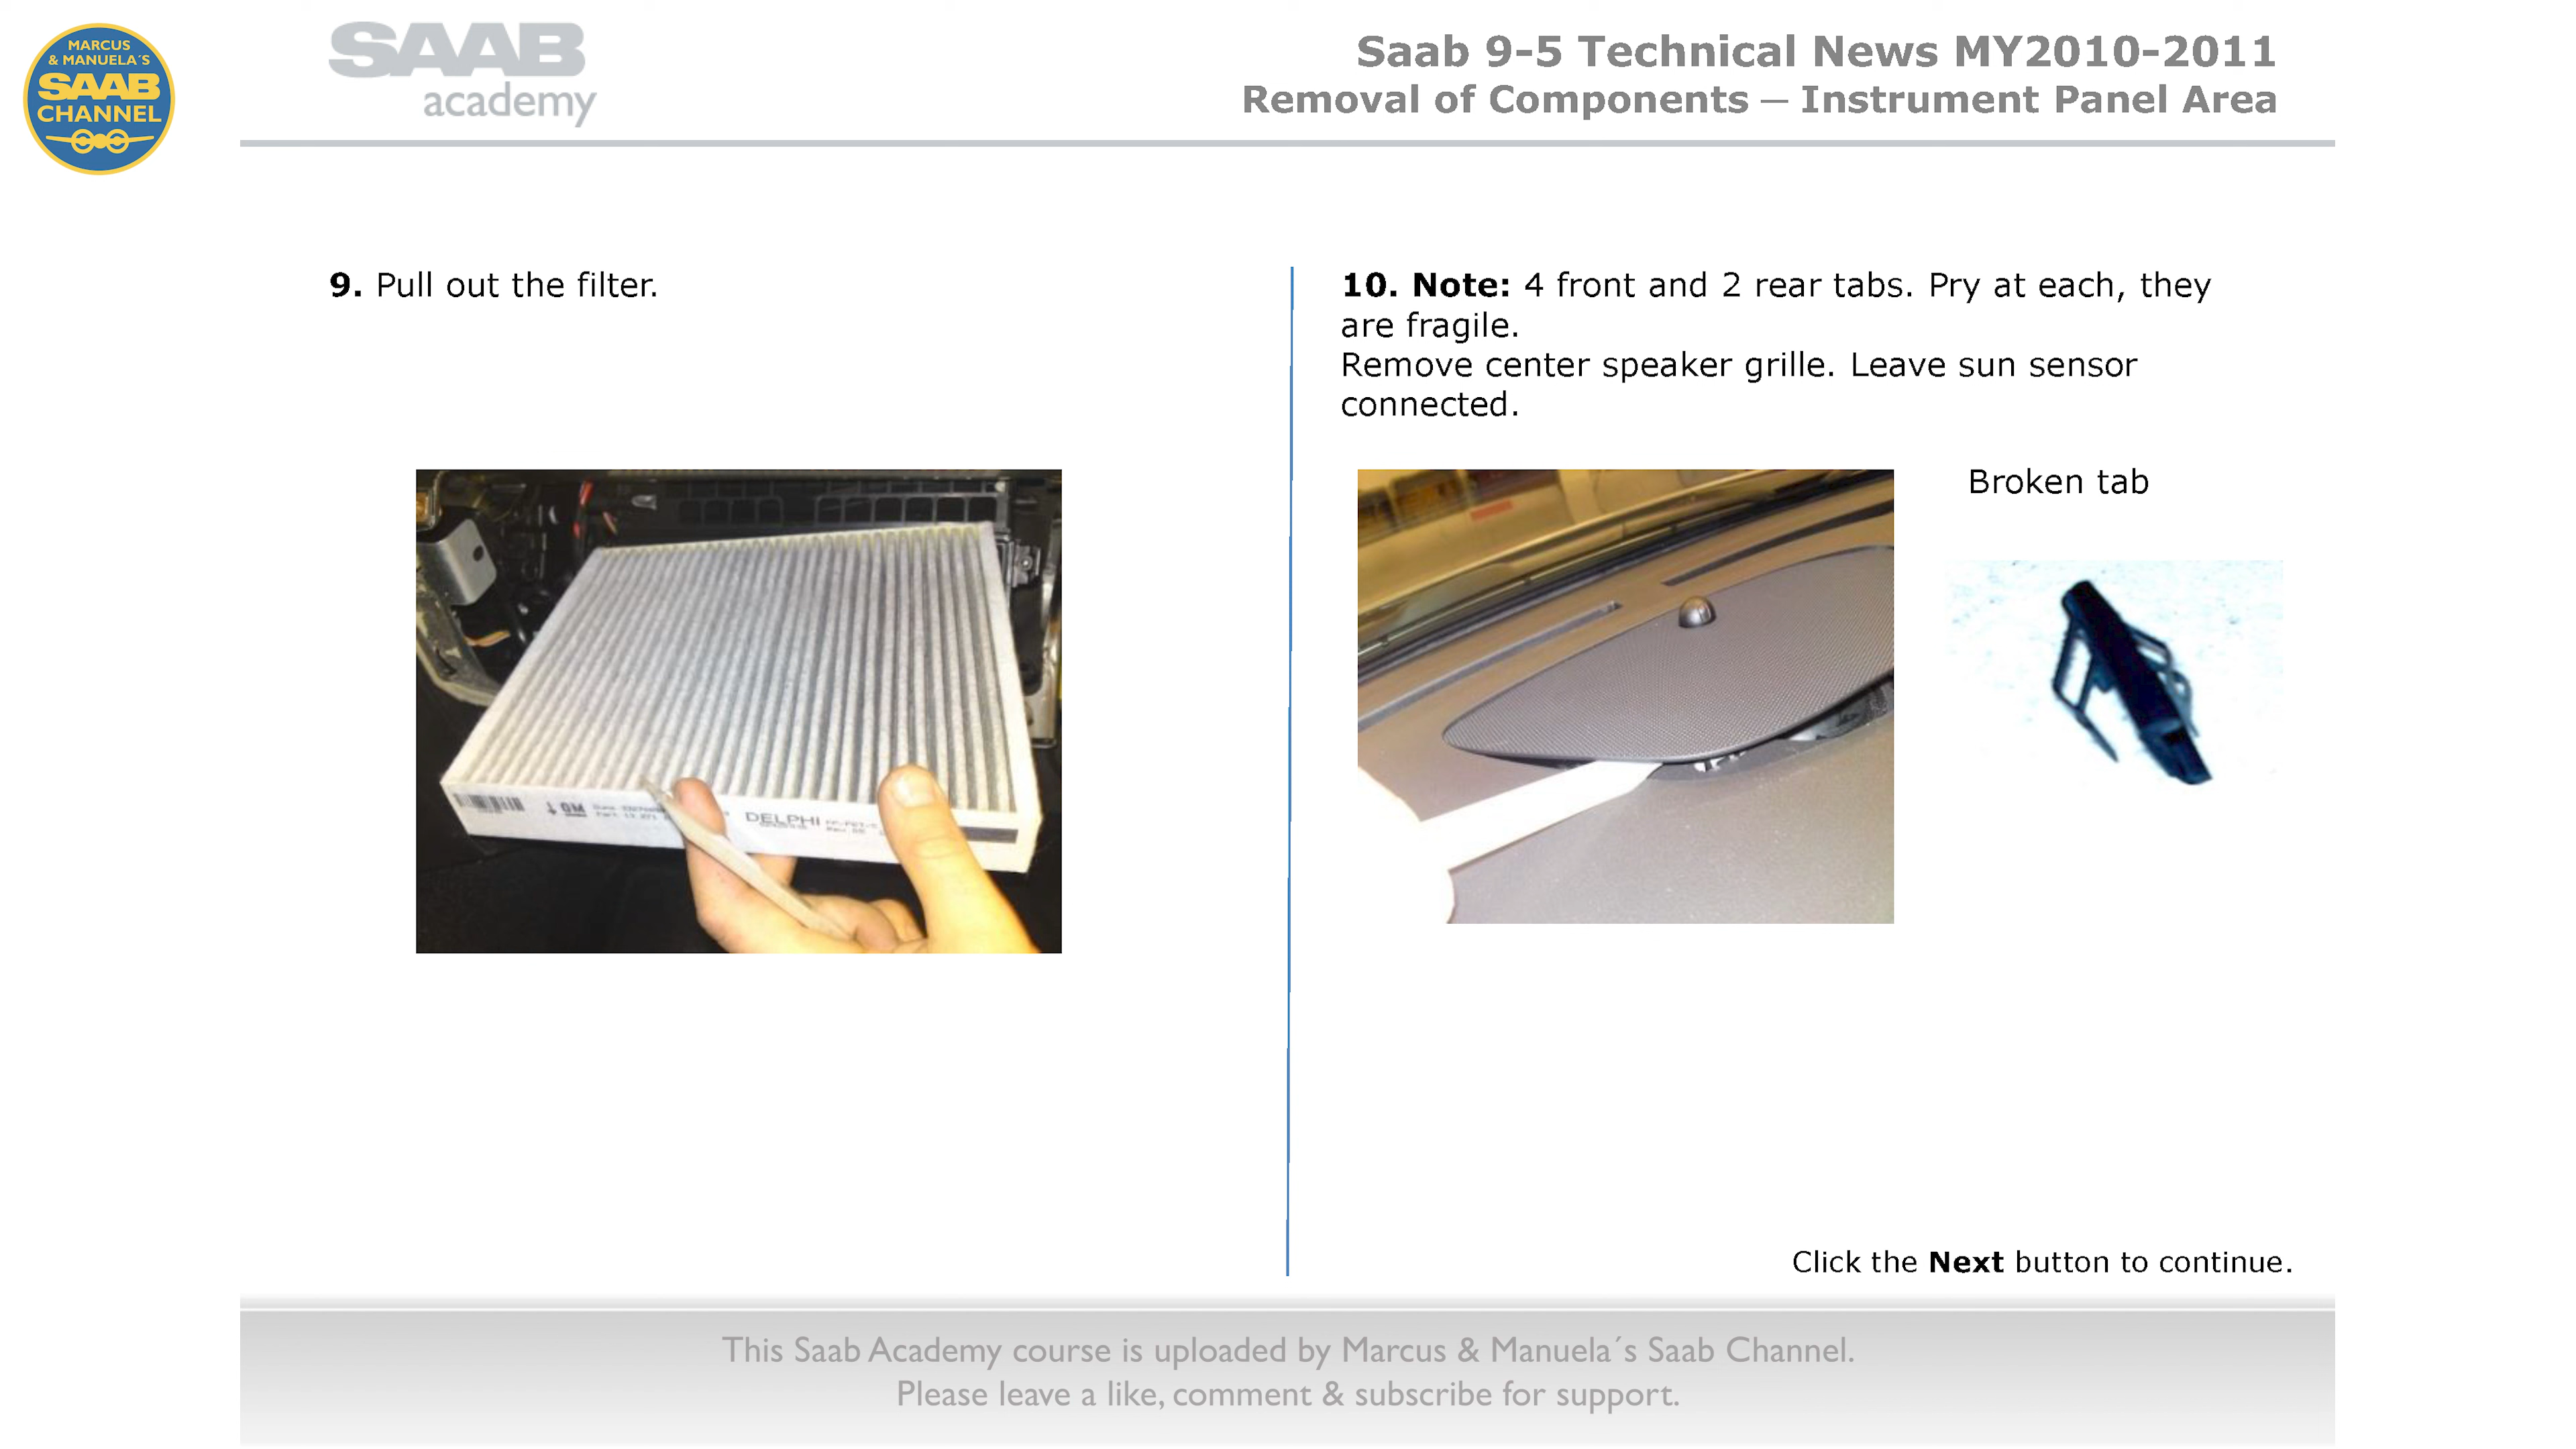 MARCUS
& MANUELA´S
SAAB
CHANNEL
SAAB
academy
Saab 9-5 Technical News MY2010-2011
Removal of Components — Instrument Panel Area
9. Pull out the filter.
10. Note: 4 front and 2 rear tabs. Pry at each, they
are fragile.
Remove center speaker grille. Leave sun sensor
connected.
Broken tab
GM
DELPHI
Click the Next button to continue.
This Saab Academy course is uploaded by Marcus & Manuela´s Saab Channel.
Please leave a like, comment & subscribe for support.